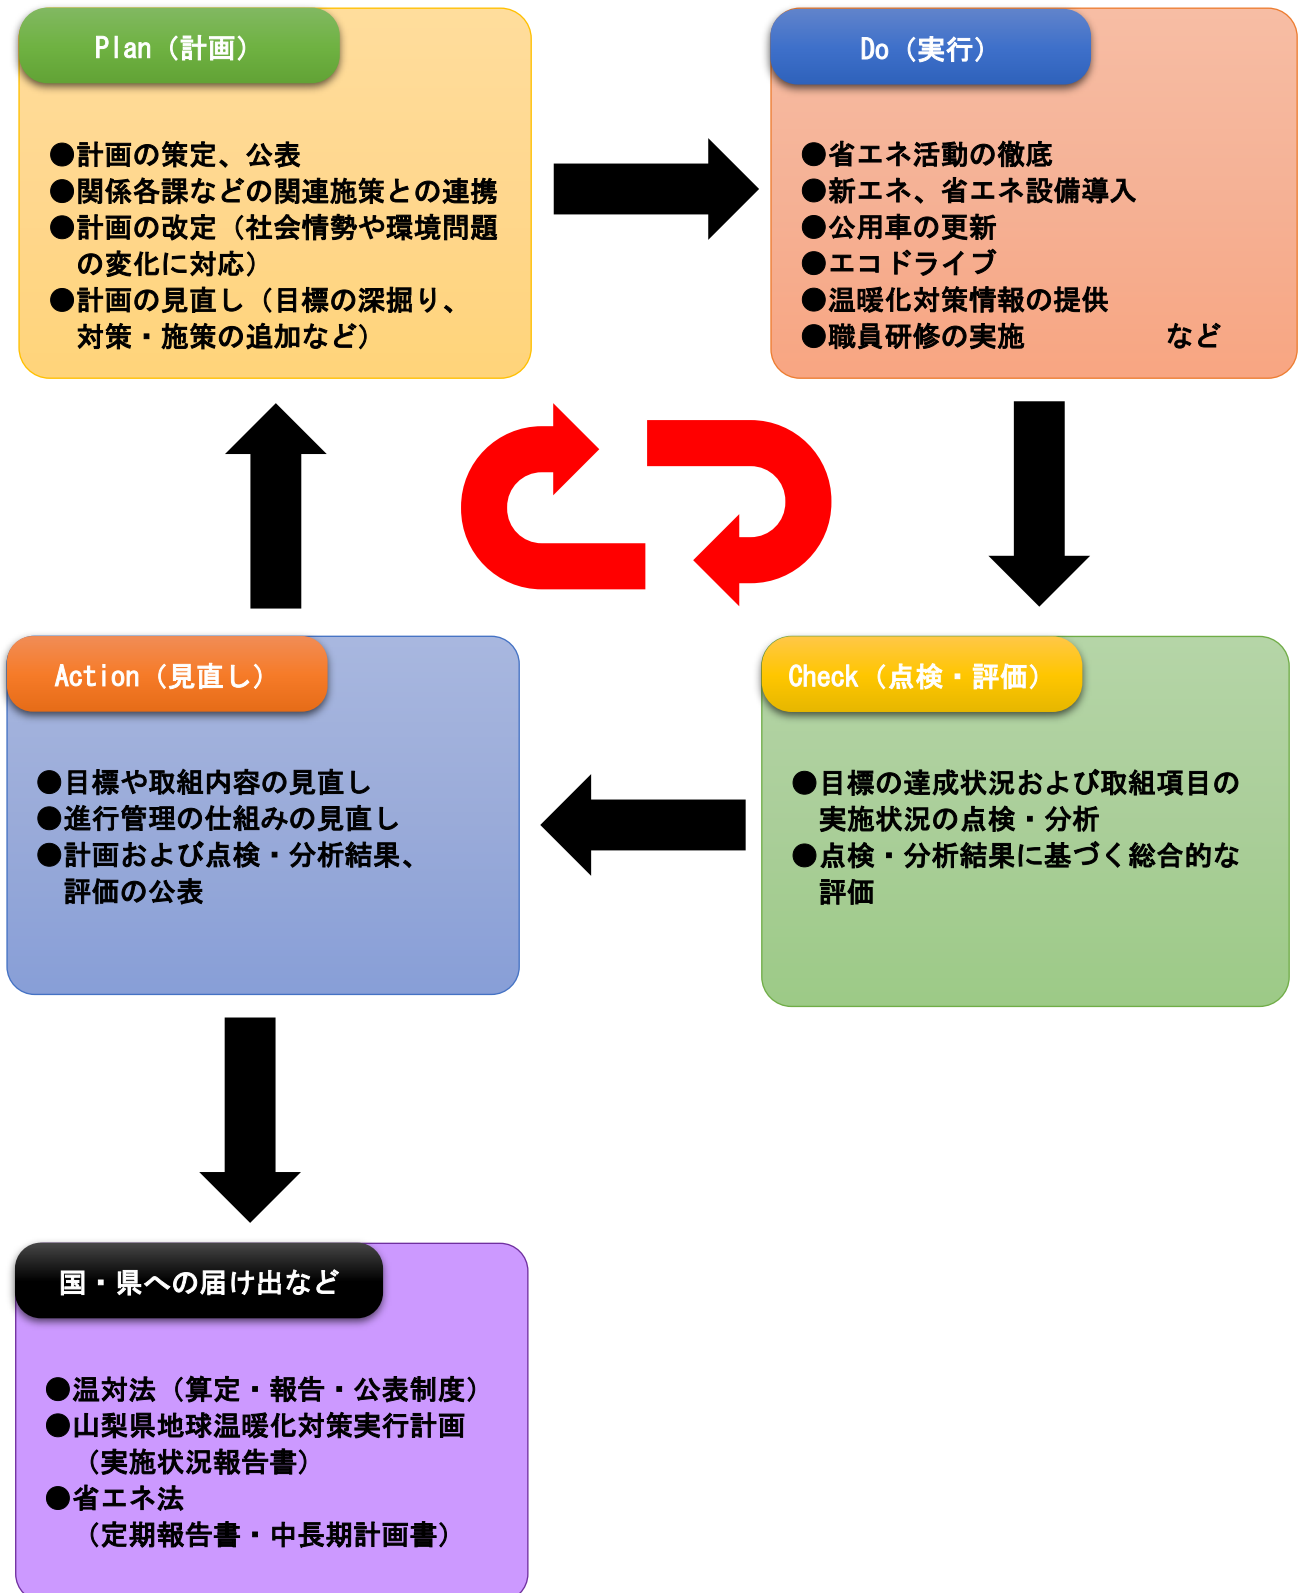 Plan（計画）
●計画の策定、公表
●関係各課などの関連施策との連携
●計画の改定（社会情勢や環境問題
の変化に対応）
●計画の見直し（目標の深掘り、
対策・施策の追加など）
Do（実行）
●省エネ活動の徹底
●新エネ、省エネ設備導入
●公用車の更新
●エコドライブ
●温暖化対策情報の提供
●職員研修の実施　　　　　など
Action（見直し）
●目標や取組内容の見直し
●進行管理の仕組みの見直し
●計画および点検・分析結果、
評価の公表
Check（点検・評価）
●目標の達成状況および取組項目の
実施状況の点検・分析
●点検・分析結果に基づく総合的な
評価
国・県への届け出など
●温対法（算定・報告・公表制度）
●山梨県地球温暖化対策実行計画
（実施状況報告書）
●省エネ法
（定期報告書・中長期計画書）